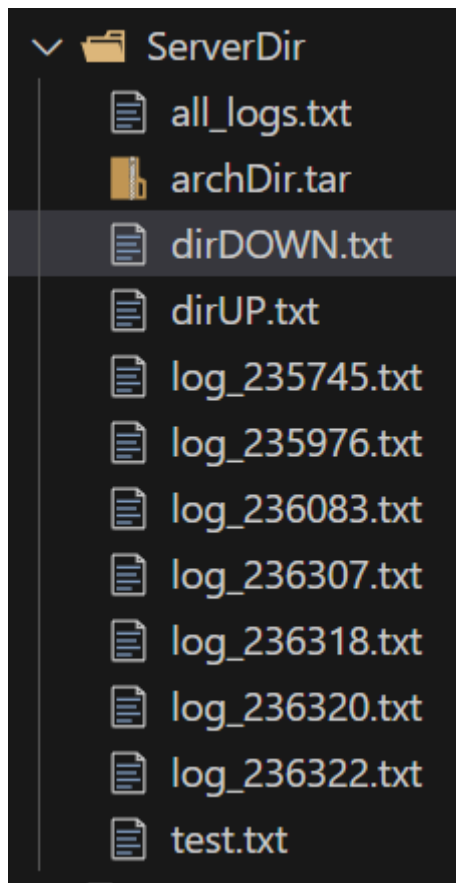 ServerDir
all_logs.txt
archDir.tar
dirDOWN.txt
dirUP.txt
log_235745.txt
log_235976.txt
log_236083.txt
log_236307.txt
log_236318.txt
log_236320.txt
log_236322.txt
test.txt